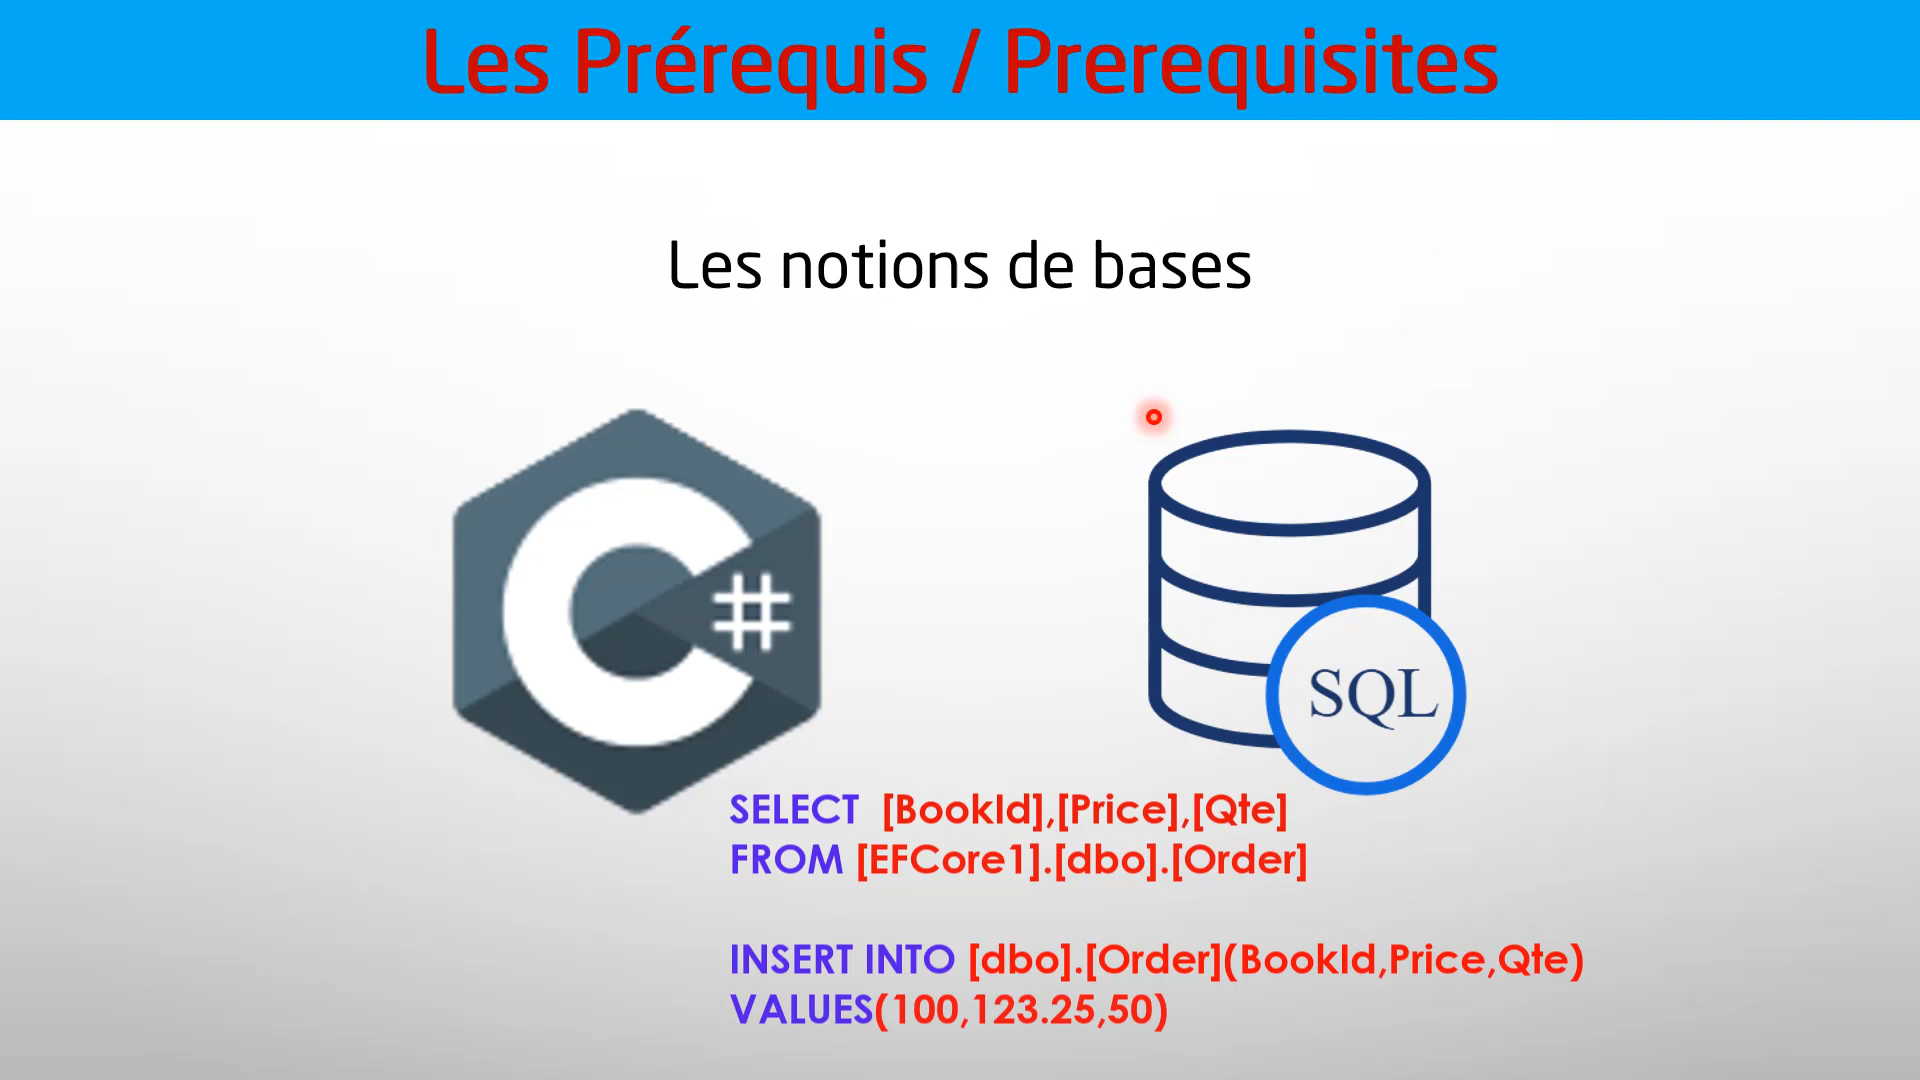 Les Prérequis / Prerequisites
Les notions de bases
C#
SQL
SELECT [BookId],[Price],[Qte]
FROM [EFCore1].[dbo].[Order]
INSERT INTO [dbo].[Order](BookId,Price,Qte)
VALUES(100,123.25,50)